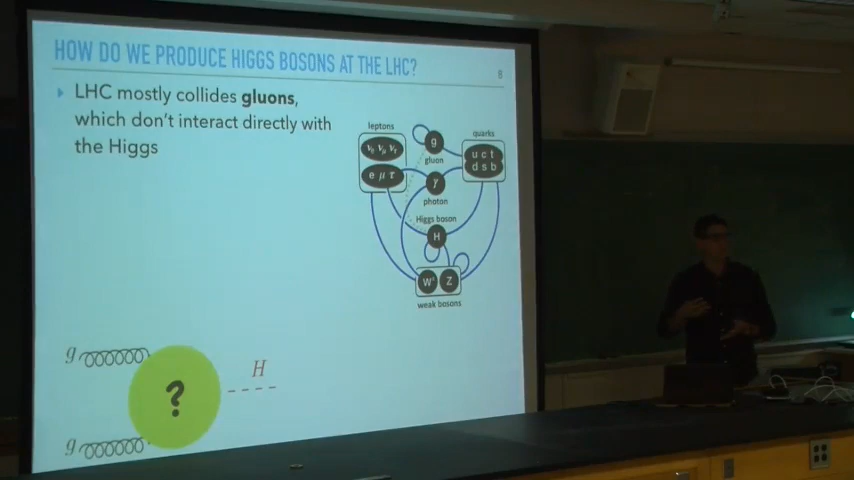 HOW DO WE PRODUCE HIGGS BOSONS AT THE LHC?
8
LHC mostly collides gluons,
which don't interact directly with
the Higgs
leptons
g
quarks
gluon
u c t
d s b
e μ τ
γ
photon
Higgs boson
H
W
Z
weak bosons
g
H
?
g